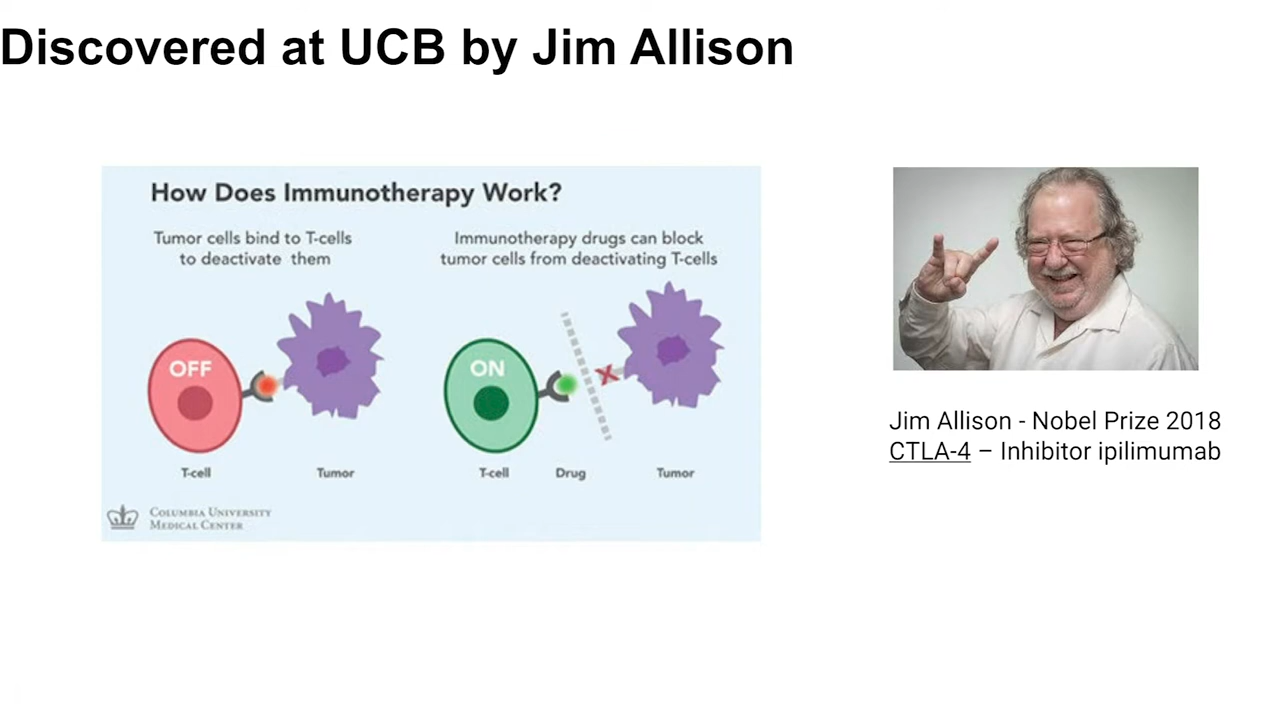 Discovered at UCB by Jim Allison
How Does Immunotherapy Work?
Tumor cells bind to T-cells
to deactivate them
Immunotherapy drugs can block
tumor cells from deactivating T-cells
OFF
ON
T-cell
Tumor
T-cell
Drug
Tumor
COLUMBIA UNIVERSITY
MEDICAL CENTER
Jim Allison - Nobel Prize 2018
CTLA-4 – Inhibitor ipilimumab